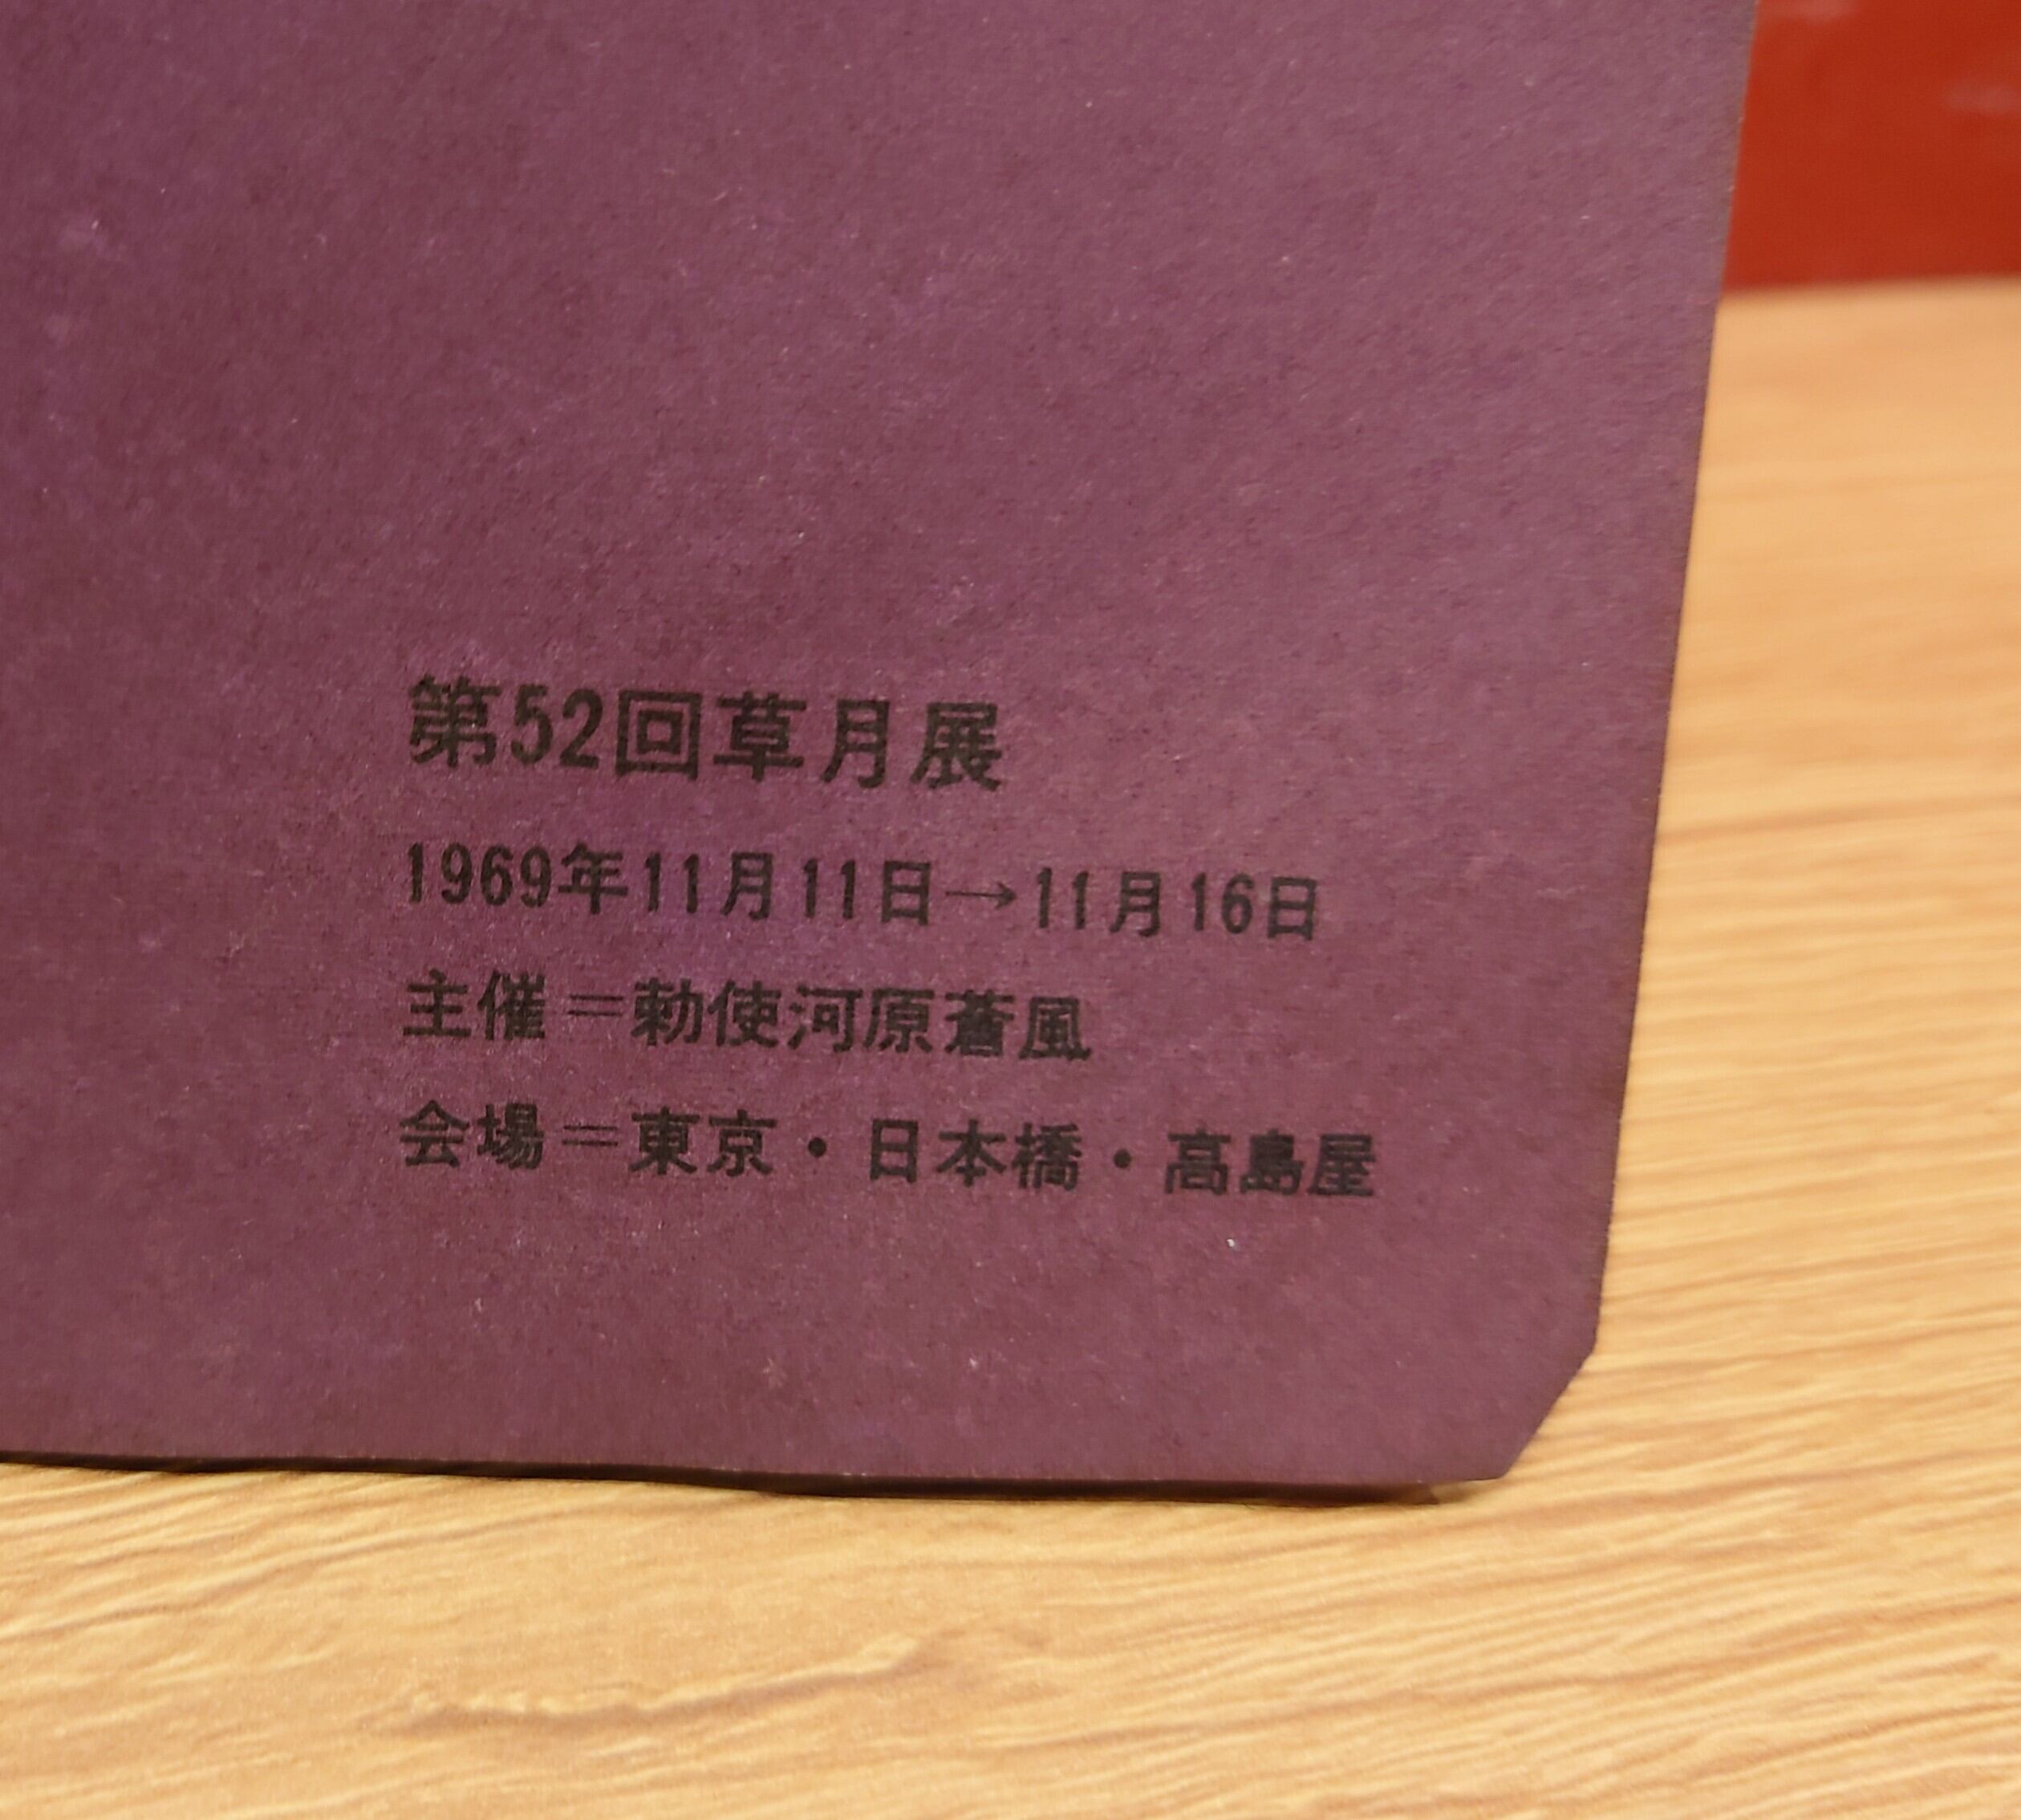 第52回草月展
1969年11月11日→11月16日
主催＝勅使河原蒼風
会場＝東京・日本橋・高島屋